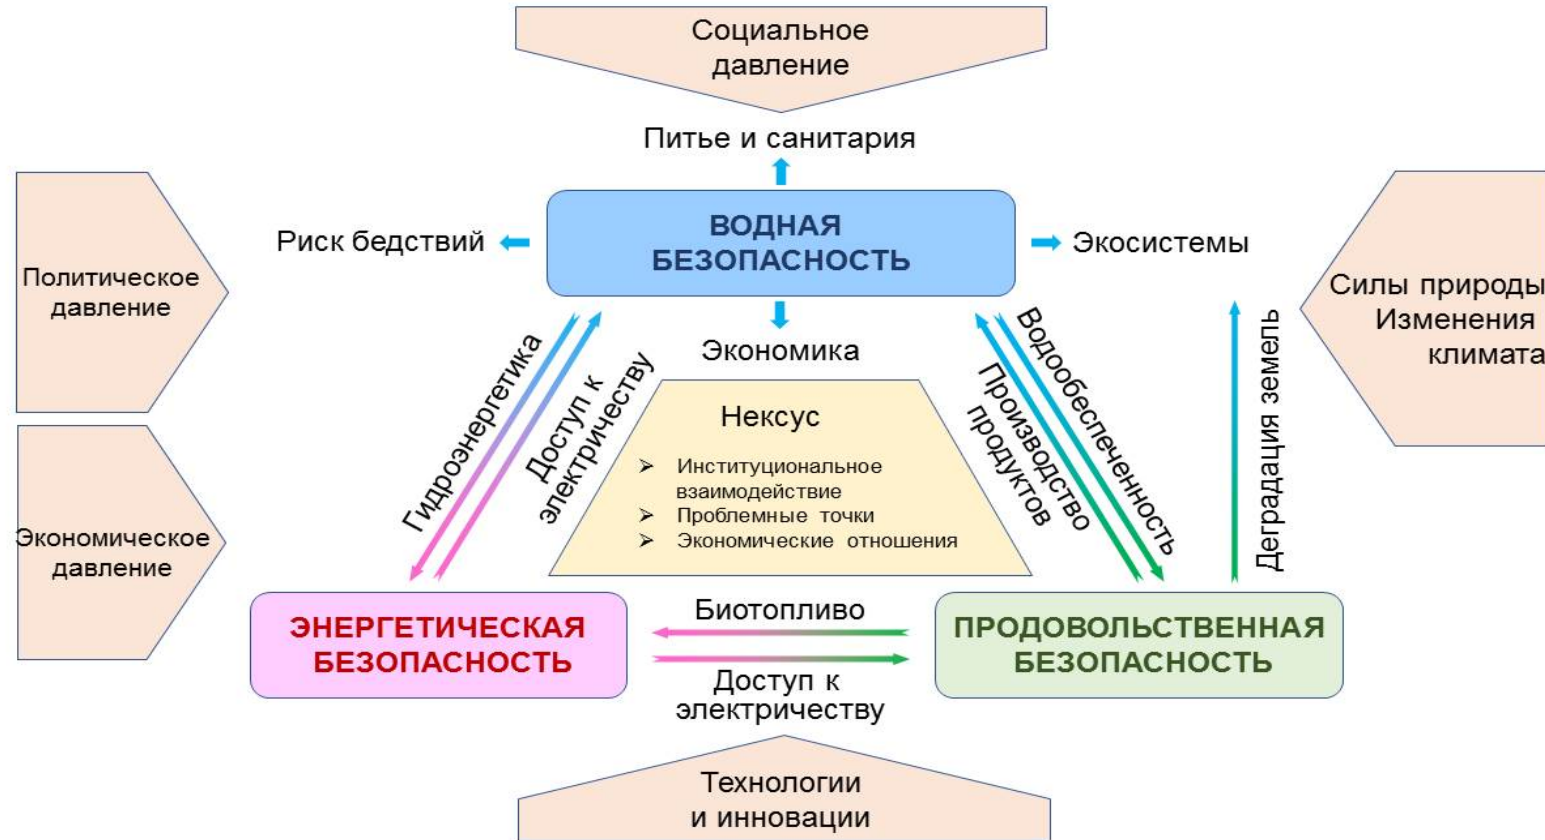 Социальное
давление
Питье и санитария
ВОДНАЯ
БЕЗОПАСНОСТЬ
Риск бедствий
Экосистемы
Политическое
давление
Силы природы
Изменения
климата
Экономика
Гидроэнергетика
Доступ к
электричеству
Водообеспеченность
Производство
продуктов
Деградация земель
Нексус
➢ Институциональное
взаимодействие
➢ Проблемные точки
➢ Экономические отношения
Экономическое
давление
ЭНЕРГЕТИЧЕСКАЯ
БЕЗОПАСНОСТЬ
Биотопливо
Доступ к
электричеству
ПРОДОВОЛЬСТВЕННАЯ
БЕЗОПАСНОСТЬ
Технологии
и инновации